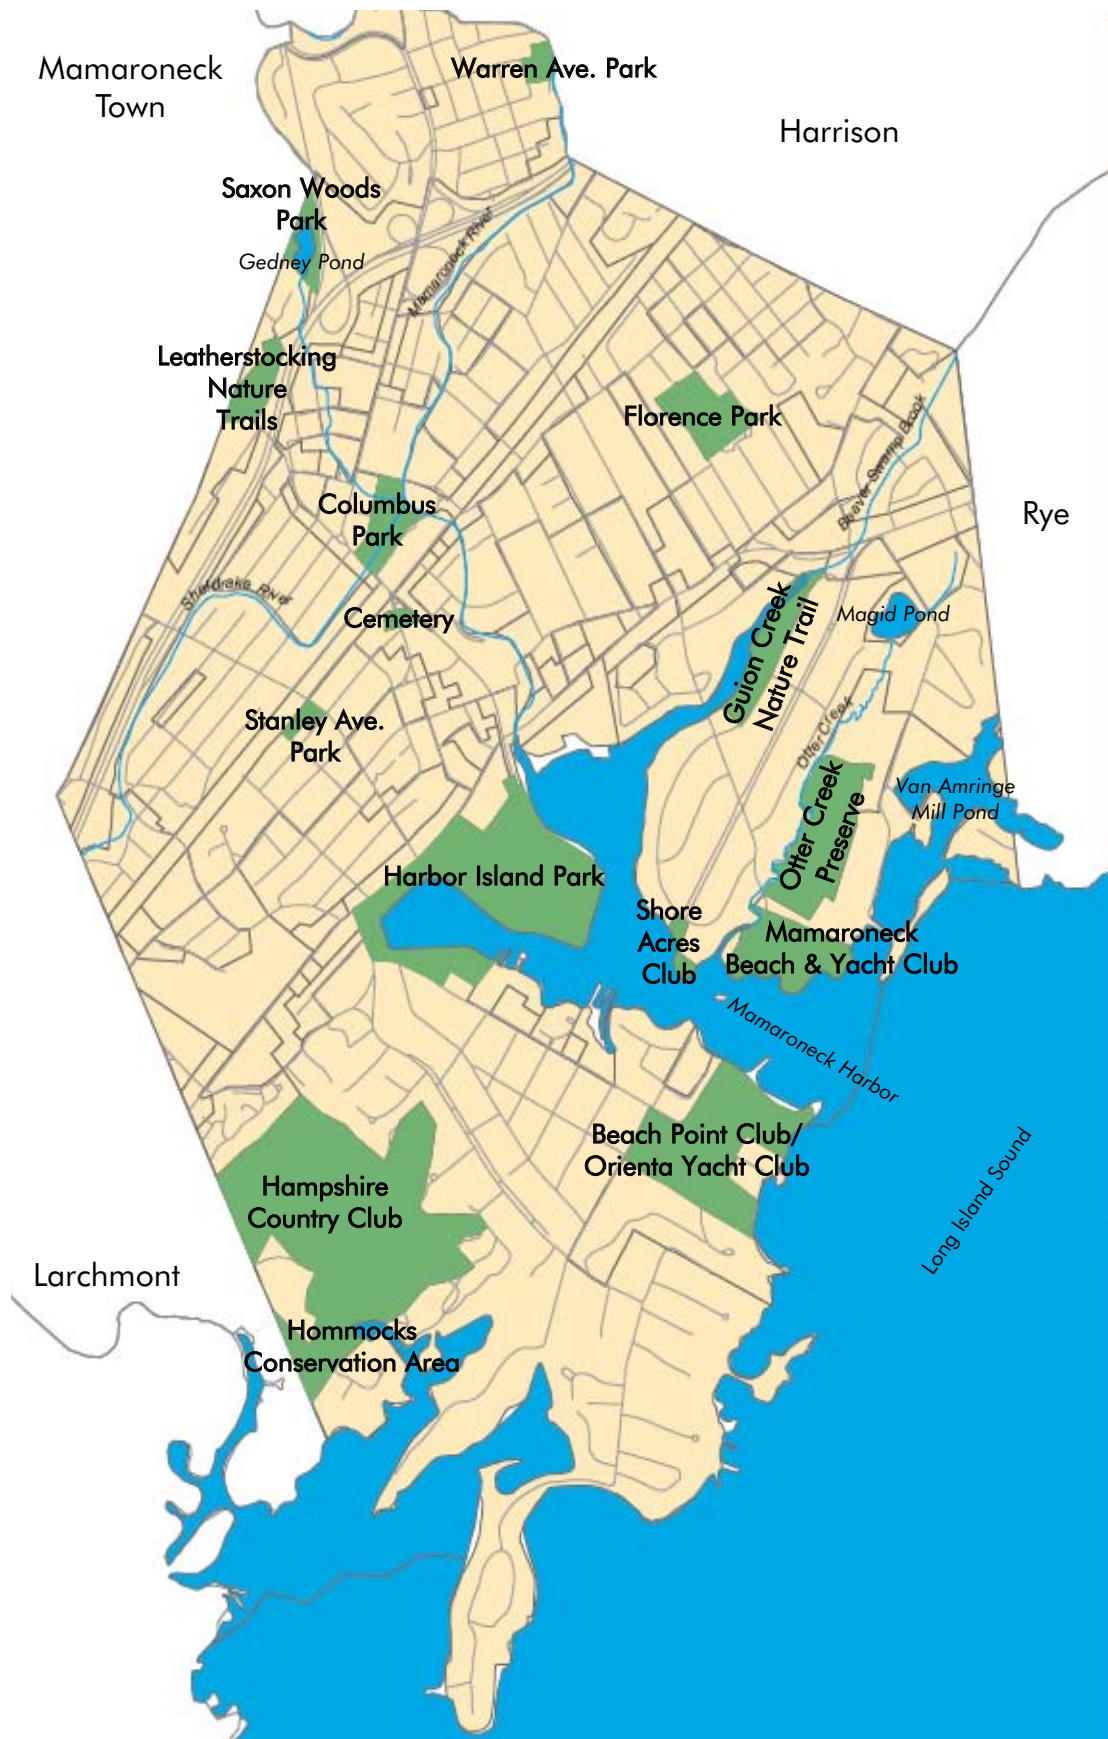 Mamaroneck
Town
Warren Ave. Park
Harrison
Saxon Woods
Park
Gedney Pond
Mamaroneck River
Leatherstocking
Nature
Trails
Florence Park
Beaver Swamp Brook
Columbus
Park
Rye
Sheldrake River
Cemetery
Guion Creek
Nature Trail
Magid Pond
Stanley Ave.
Park
Otter Creek
Van Amringe
Mill Pond
Otter Creek
Preserve
Harbor Island Park
Shore
Acres
Club
Mamaroneck
Beach & Yacht Club
Mamaroneck Harbor
Beach Point Club/
Orienta Yacht Club
Long Island Sound
Hampshire
Country Club
Larchmont
Hommocks
Conservation Area